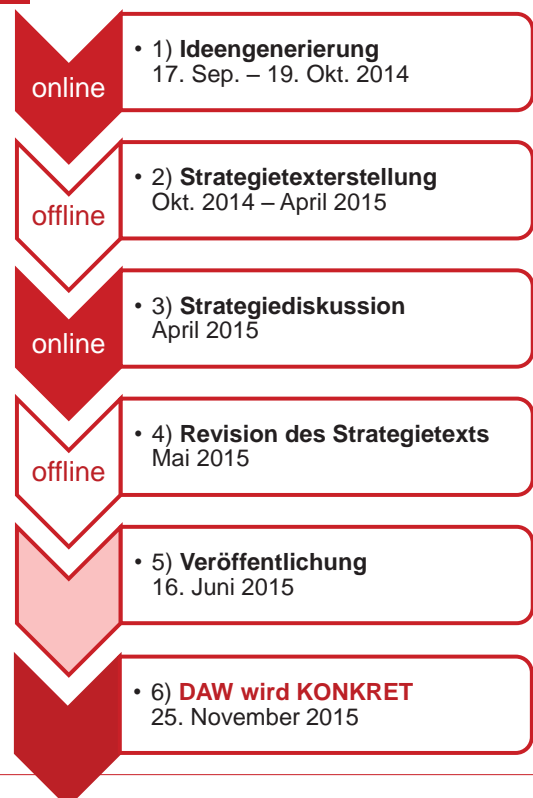 online
• 1) Ideengenerierung
17. Sep. – 19. Okt. 2014
offline
• 2) Strategietexterstellung
Okt. 2014 – April 2015
online
• 3) Strategiediskussion
April 2015
offline
• 4) Revision des Strategietexts
Mai 2015
• 5) Veröffentlichung
16. Juni 2015
• 6) DAW wird KONKRET
25. November 2015